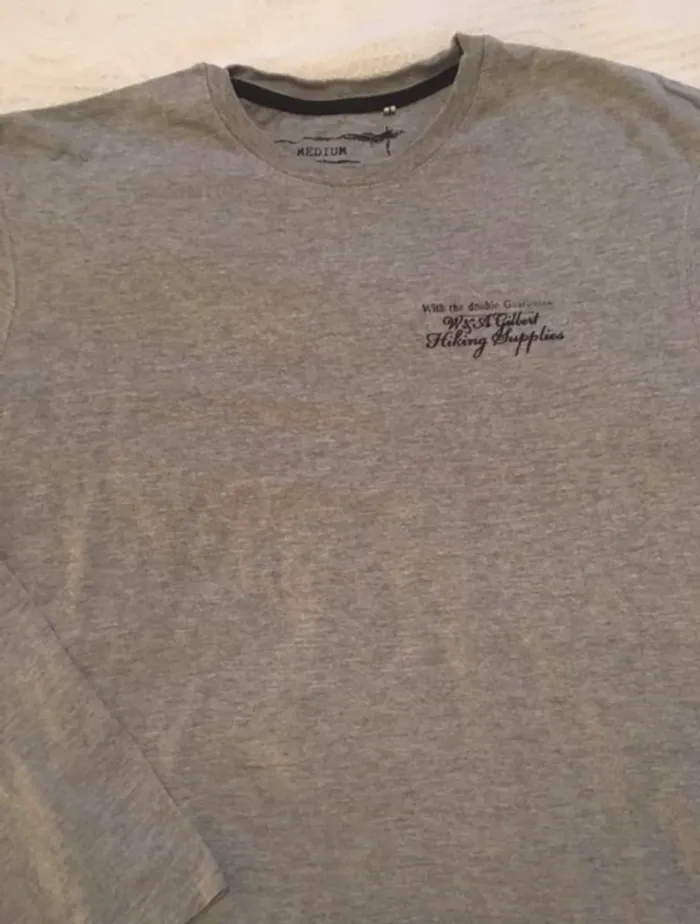 MEDIUM
With the double Guarantee
W&A Gilbert
Hiking Supplies